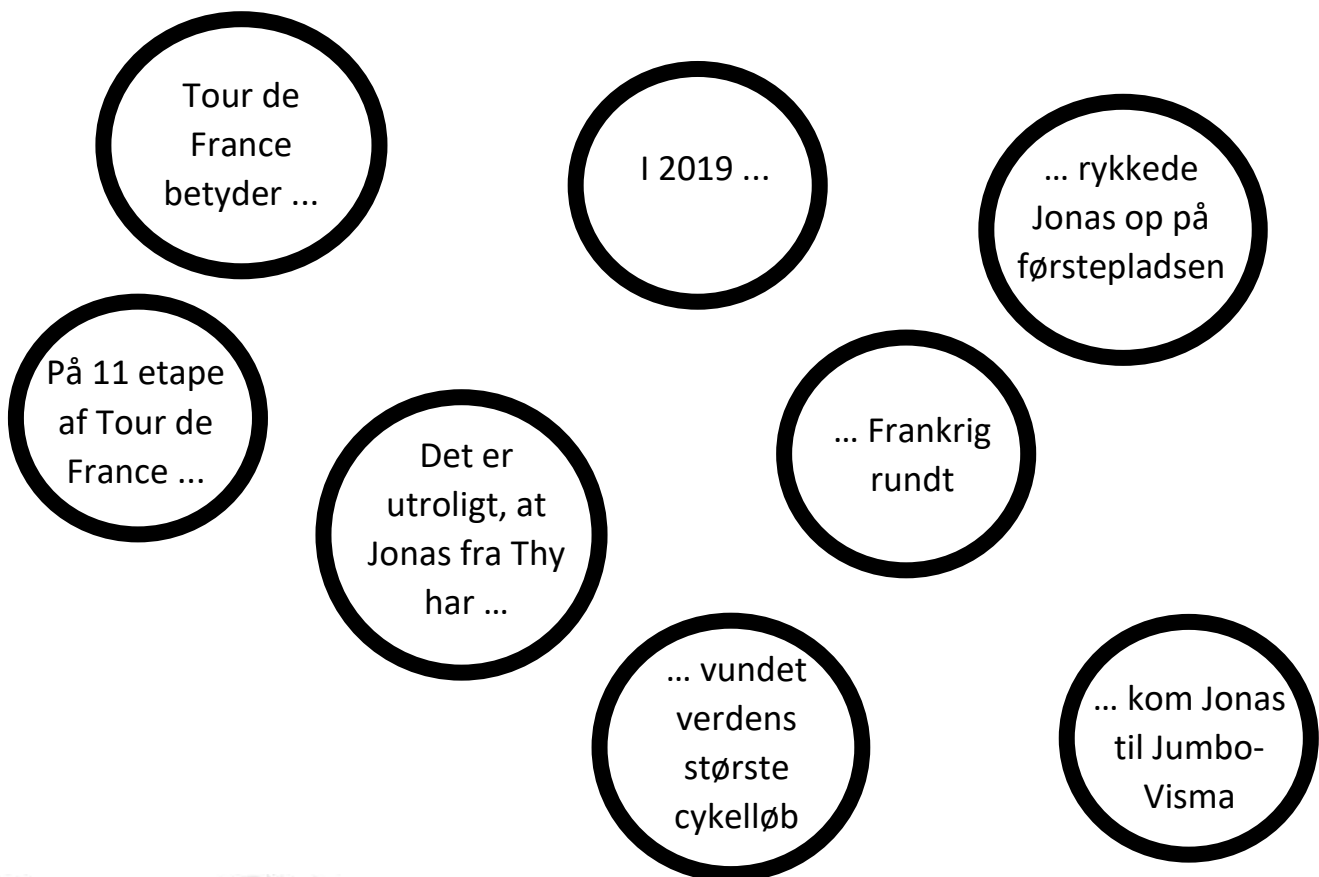 Tour de
France
betyder ...
I 2019 ...
... rykkede
Jonas op på
førstepladsen
På 11 etape
af Tour de
France ...
Det er
utroligt, at
Jonas fra Thy
har ...
... Frankrig
rundt
... vundet
verdens
største
cykelløb
... kom Jonas
til Jumbo-
Visma